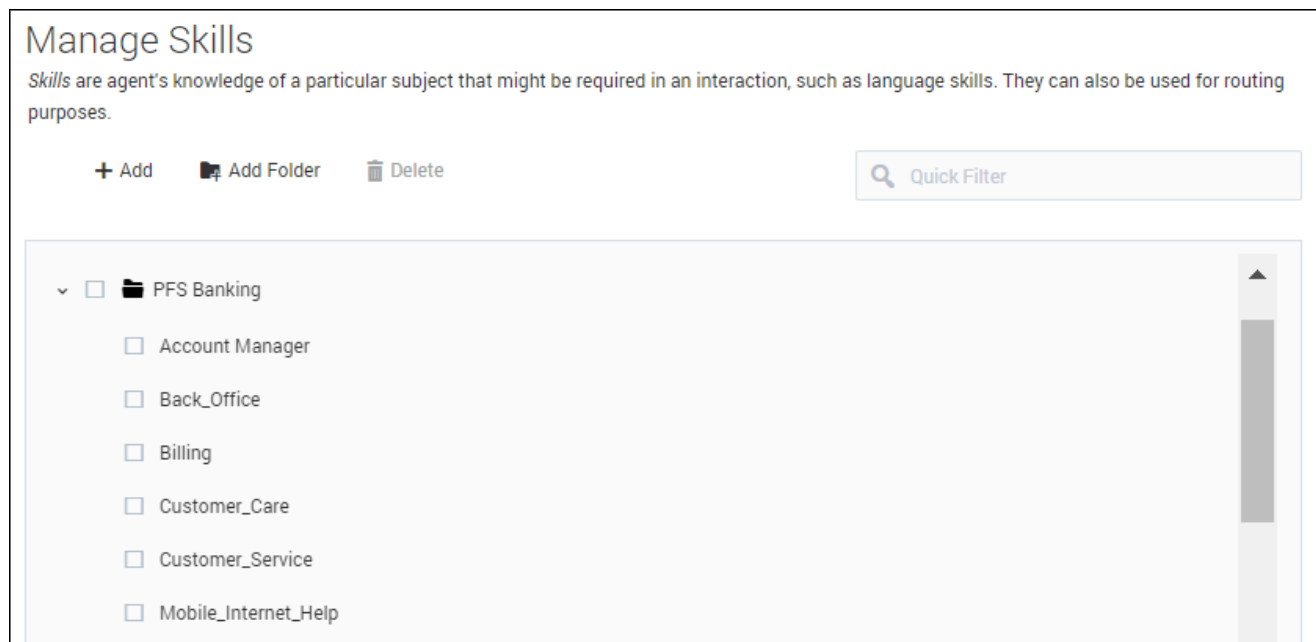 Manage Skills
Skills are agent's knowledge of a particular subject that might be required in an interaction, such as language skills. They can also be used for routing
purposes.
Add Add Folder Delete Quick Filter
PFS Banking
Account Manager
Back_Office
Billing
Customer_Care
Customer_Service
Mobile_Internet_Help